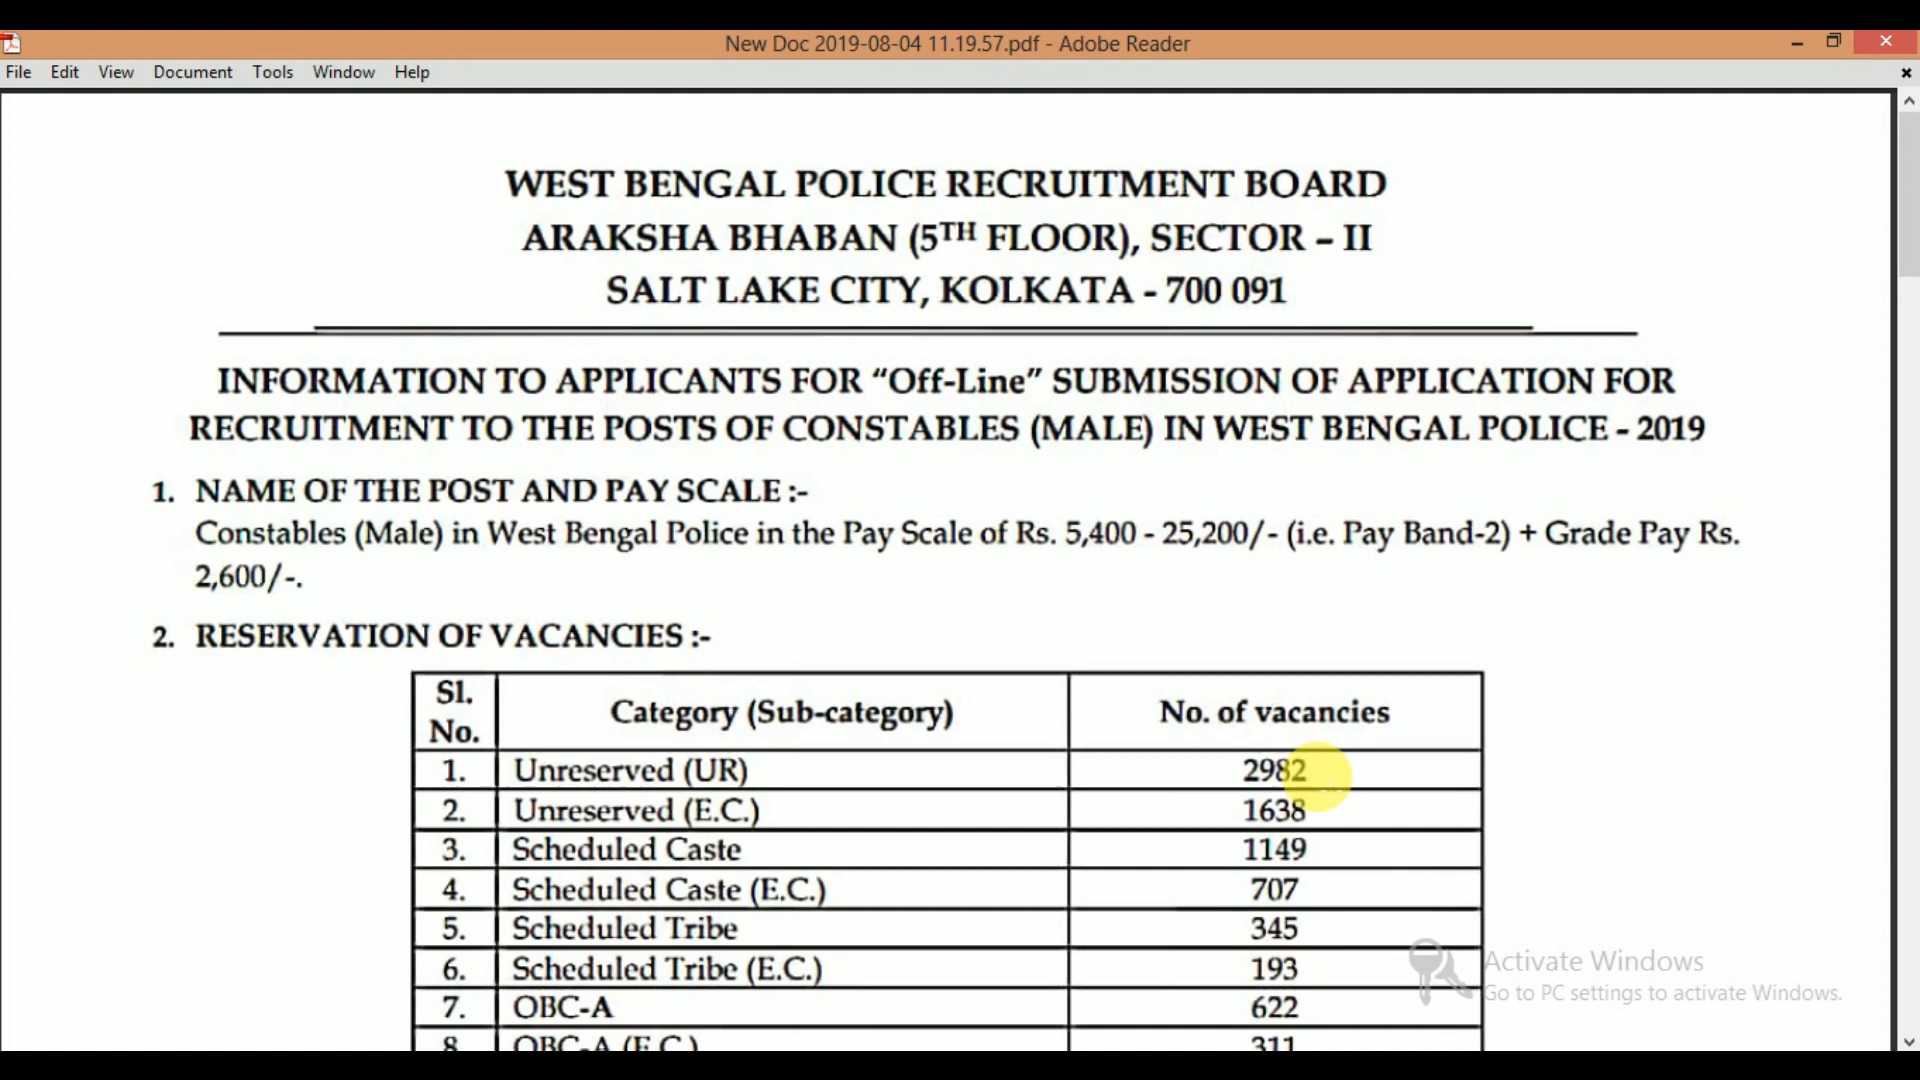 New Doc 2019-08-04 11.19.57.pdf - Adobe Reader
File Edit View Document Tools Window Help
WEST BENGAL POLICE RECRUITMENT BOARD
ARAKSHA BHABAN (5TH FLOOR), SECTOR – II
SALT LAKE CITY, KOLKATA - 700 091
INFORMATION TO APPLICANTS FOR “Off-Line” SUBMISSION OF APPLICATION FOR
RECRUITMENT TO THE POSTS OF CONSTABLES (MALE) IN WEST BENGAL POLICE - 2019
1. NAME OF THE POST AND PAY SCALE :-
Constables (Male) in West Bengal Police in the Pay Scale of Rs. 5,400 - 25,200/- (i.e. Pay Band-2) + Grade Pay Rs.
2,600/-.
2. RESERVATION OF VACANCIES :-
Sl. No. Category (Sub-category) No. of vacancies
1. Unreserved (UR) 2982
2. Unreserved (E.C.) 1638
3. Scheduled Caste 1149
4. Scheduled Caste (E.C.) 707
5. Scheduled Tribe 345
6. Scheduled Tribe (E.C.) 193
7. OBC-A 622
8. OBC-A (E.C.) 311
Activate Windows
Go to PC settings to activate Windows.